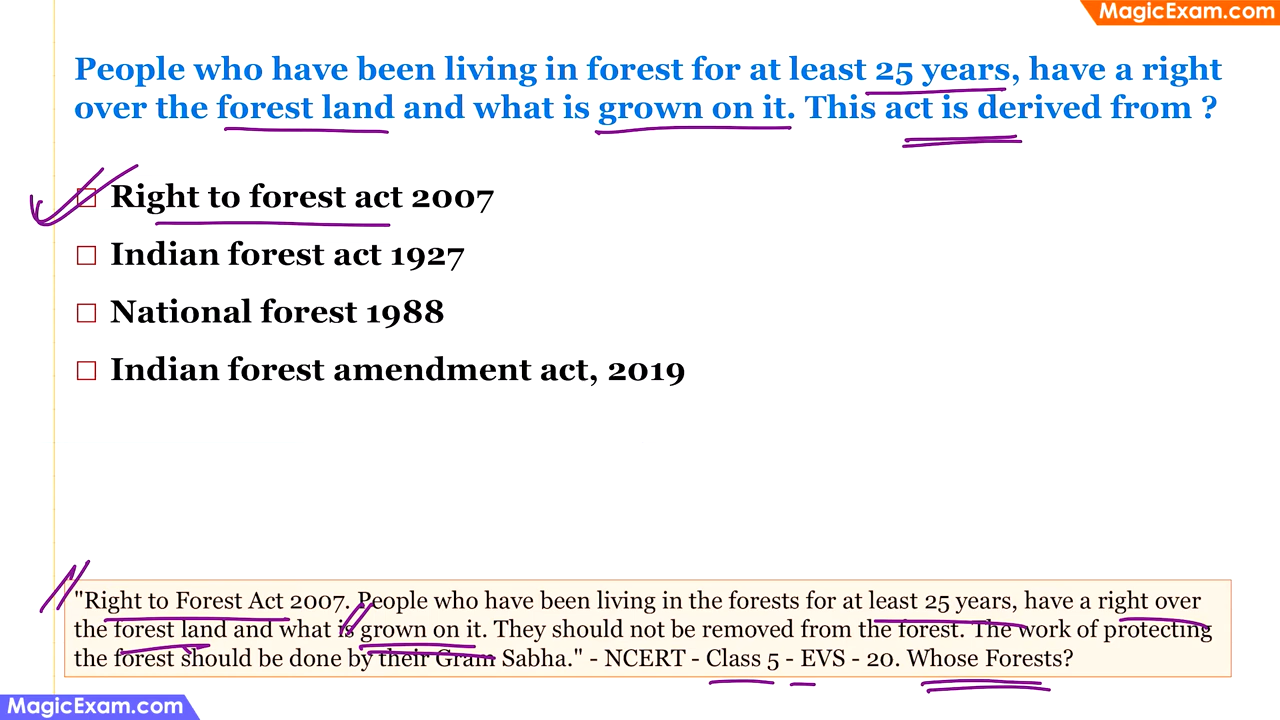 MagicExam.com
People who have been living in forest for at least 25 years, have a right
over the forest land and what is grown on it. This act is derived from ?
Right to forest act 2007
Indian forest act 1927
National forest 1988
Indian forest amendment act, 2019
"Right to Forest Act 2007. People who have been living in the forests for at least 25 years, have a right over
the forest land and what is grown on it. They should not be removed from the forest. The work of protecting
the forest should be done by their Gram Sabha." - NCERT - Class 5 - EVS - 20. Whose Forests?
MagicExam.com